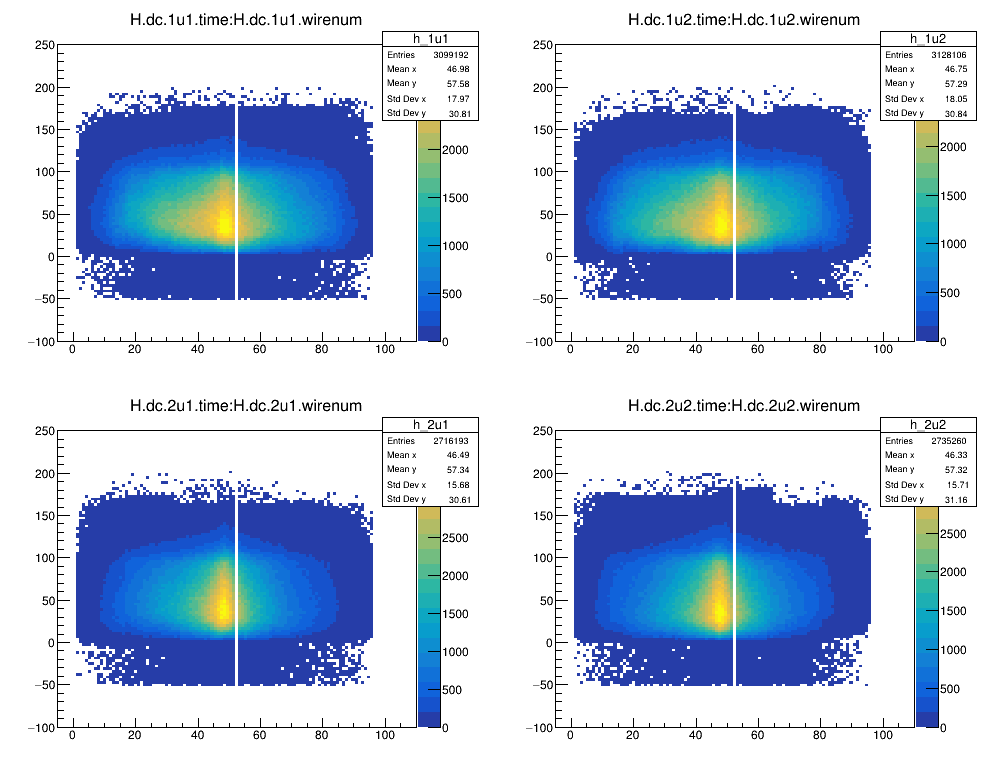 H.dc.1u1.time:H.dc.1u1.wirenum
h_1u1
Entries 3099192
Mean x 46.98
Mean y 57.58
Std Dev x 17.97
Std Dev y 30.81
250
200
150
100
50
0
−50
−100
0 20 40 60 80 100
2000
1500
1000
500
0
H.dc.1u2.time:H.dc.1u2.wirenum
h_1u2
Entries 3128106
Mean x 46.75
Mean y 57.29
Std Dev x 18.05
Std Dev y 30.84
250
200
150
100
50
0
−50
−100
0 20 40 60 80 100
2000
1500
1000
500
0
H.dc.2u1.time:H.dc.2u1.wirenum
h_2u1
Entries 2716193
Mean x 46.49
Mean y 57.34
Std Dev x 15.68
Std Dev y 30.61
250
200
150
100
50
0
−50
−100
0 20 40 60 80 100
2500
2000
1500
1000
500
0
H.dc.2u2.time:H.dc.2u2.wirenum
h_2u2
Entries 2735260
Mean x 46.33
Mean y 57.32
Std Dev x 15.71
Std Dev y 31.16
250
200
150
100
50
0
−50
−100
0 20 40 60 80 100
2500
2000
1500
1000
500
0